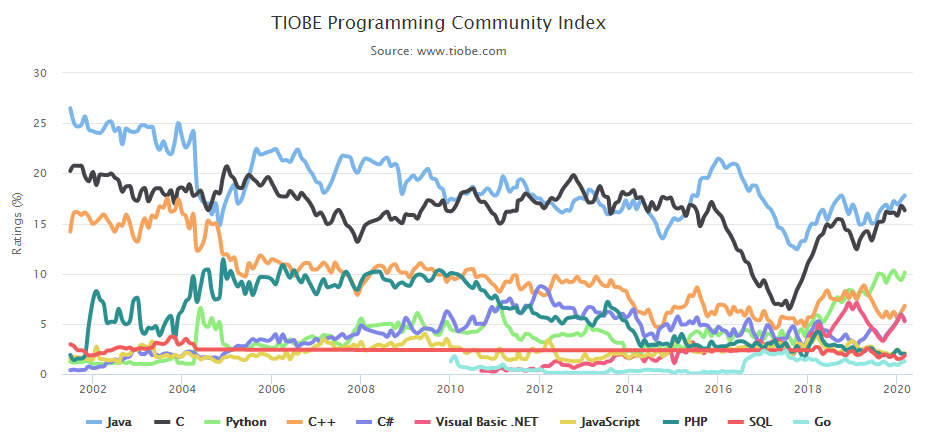 TIOBE Programming Community Index
Source: www.tiobe.com
30
25
20
15
10
5
0
Ratings (%)
2002 2004 2006 2008 2010 2012 2014 2016 2018 2020
Java C Python C++ C# Visual Basic .NET JavaScript PHP SQL Go